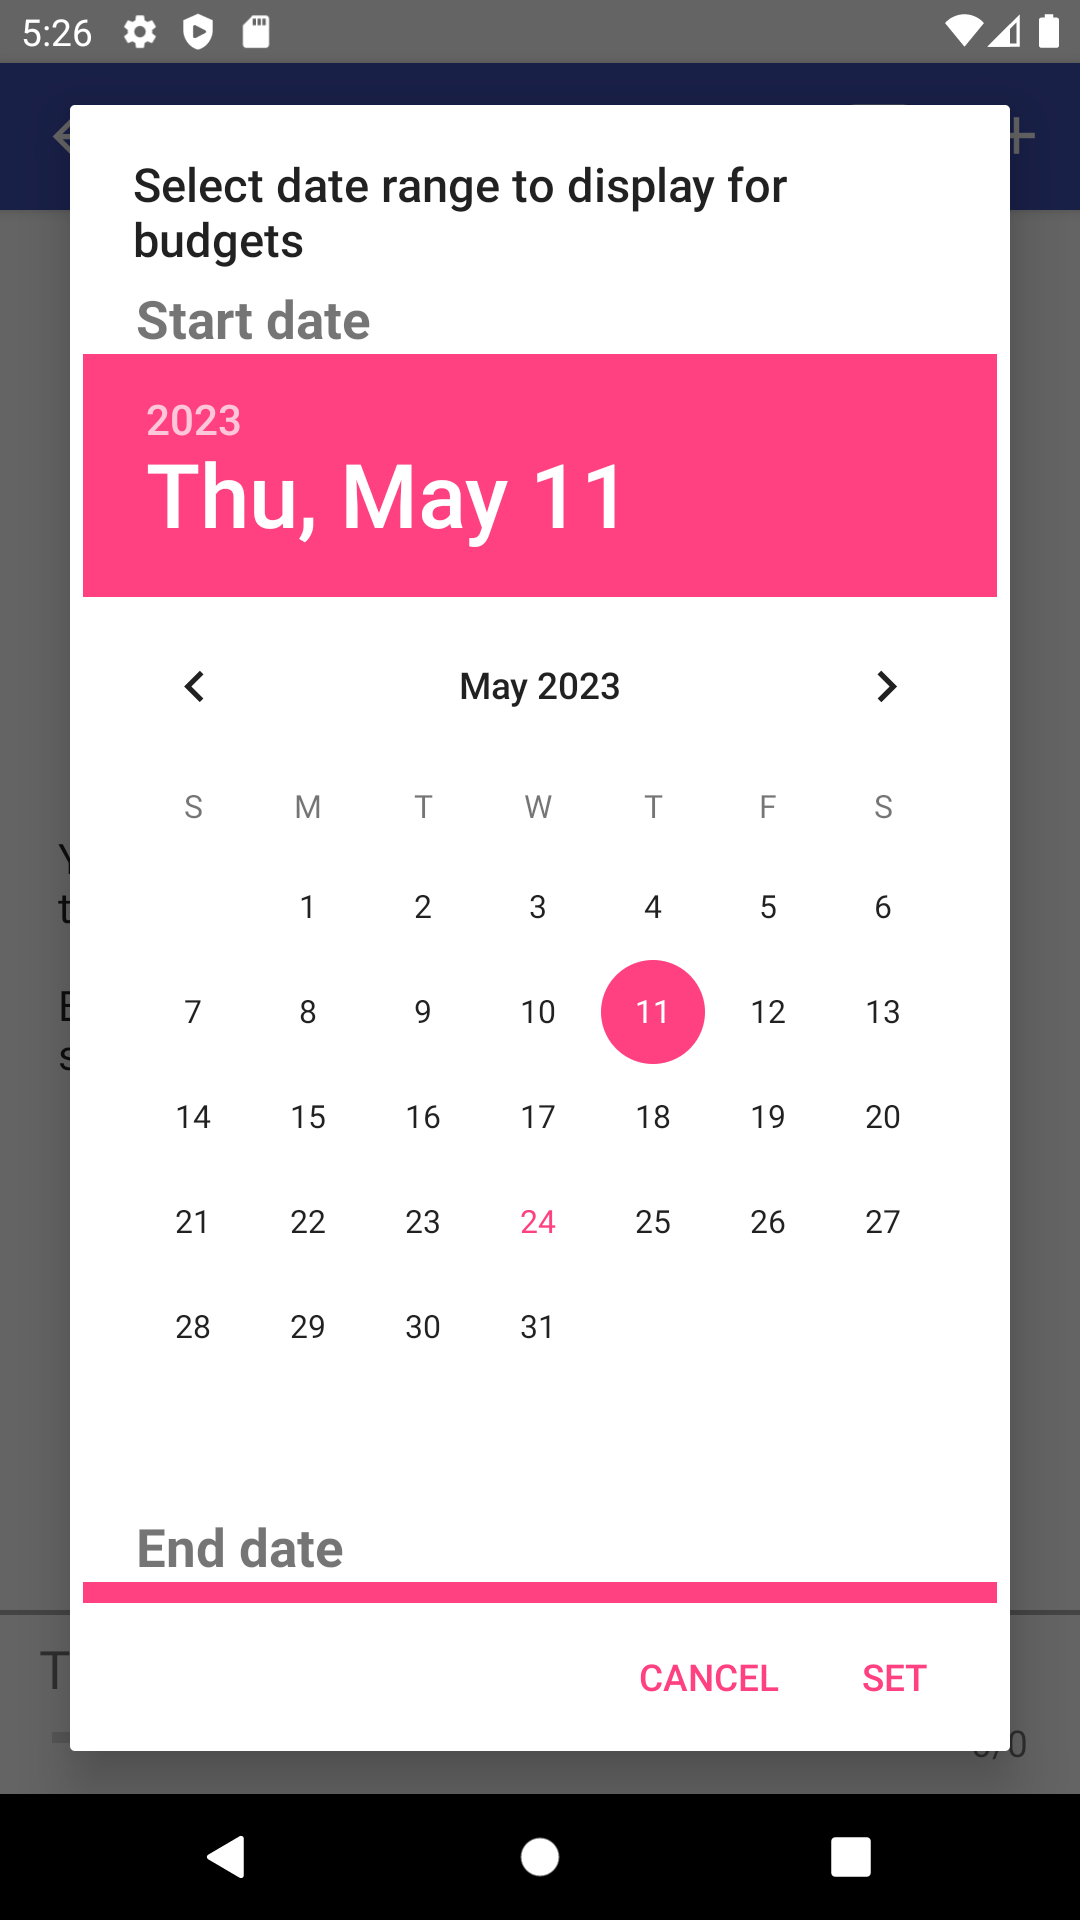 5:26
Select date range to display for
budgets
Start date
2023
Thu, May 11
May 2023
S M T W T F S
1 2 3 4 5 6
7 8 9 10 11 12 13
14 15 16 17 18 19 20
21 22 23 24 25 26 27
28 29 30 31
End date
CANCEL SET